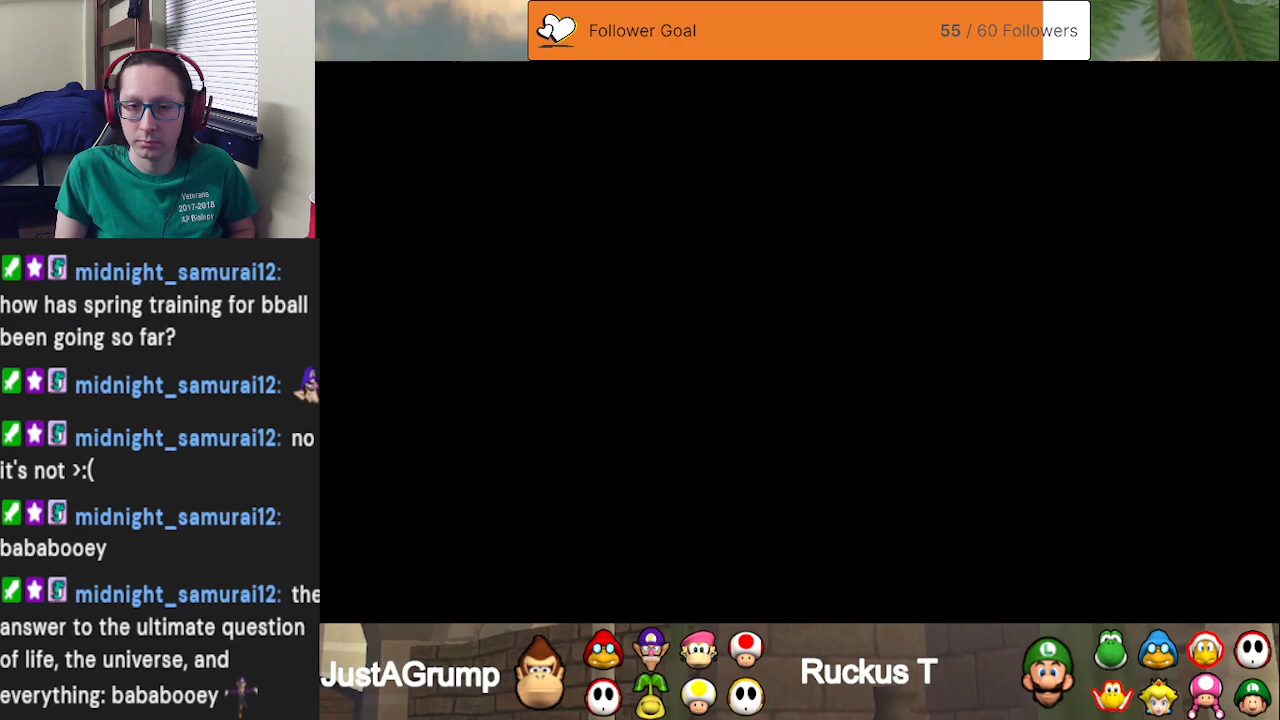 Follower Goal
55 / 60 Followers
Veterans
2017-2018
AP Biology
midnight_samurai12:
how has spring training for bball
been going so far?
midnight_samurai12:
midnight_samurai12: no
it's not >:(
midnight_samurai12:
bababooey
midnight_samurai12: the
answer to the ultimate question
of life, the universe, and
everything: bababooey
JustAGrump
Ruckus T